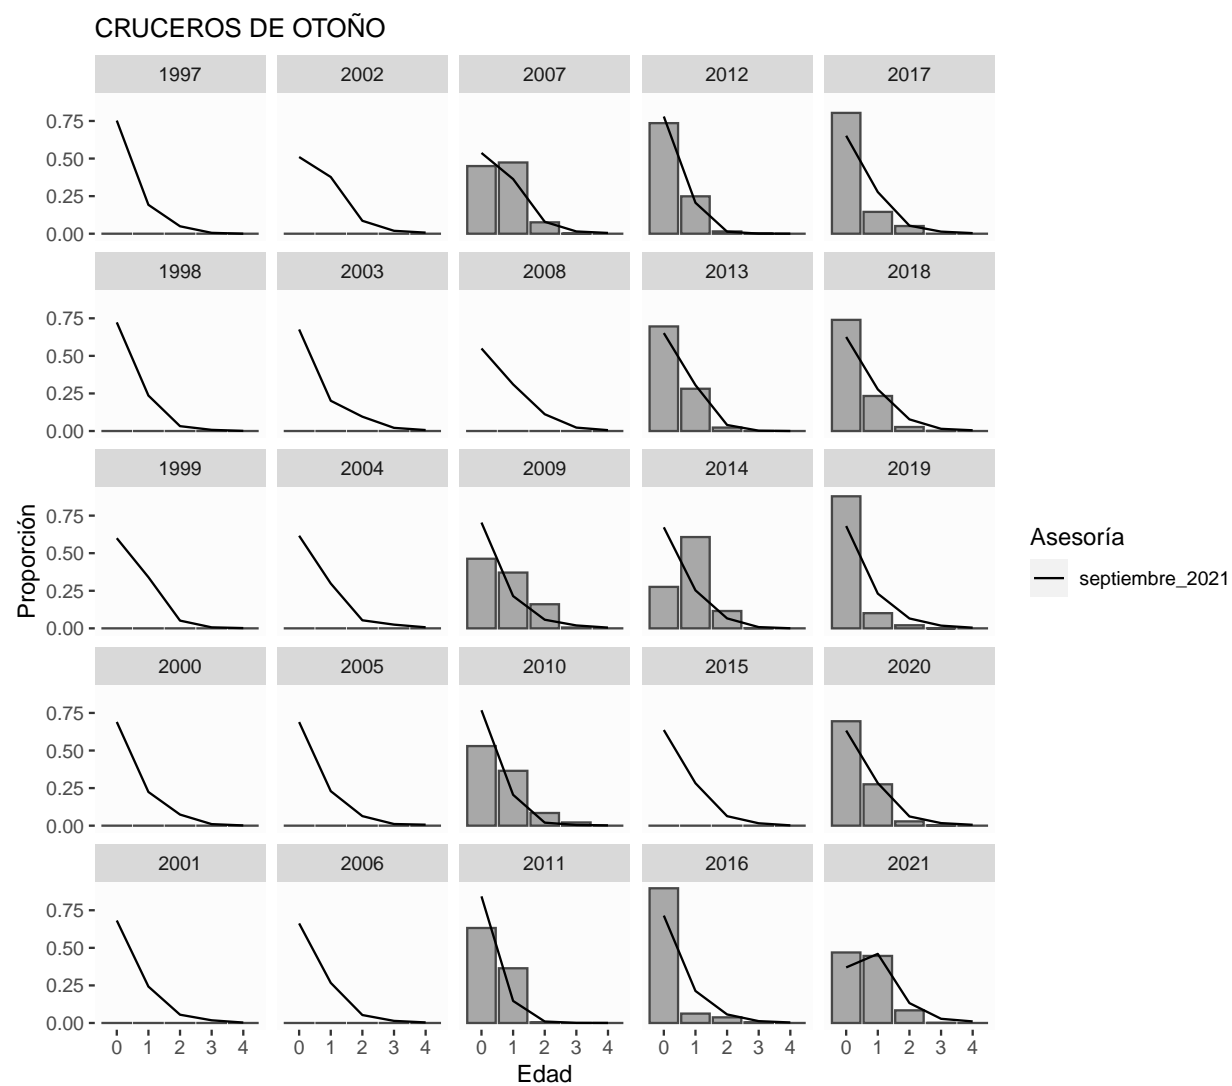 CRUCEROS DE OTOÑO
1997 2002 2007 2012 2017
0.75
0.50
0.25
0.00
1998 2003 2008 2013 2018
0.75
0.50
0.25
0.00
1999 2004 2009 2014 2019
0.75
0.50
0.25
0.00
2000 2005 2010 2015 2020
0.75
0.50
0.25
0.00
2001 2006 2011 2016 2021
0.75
0.50
0.25
0.00
0 1 2 3 4 0 1 2 3 4 0 1 2 3 4 0 1 2 3 4 0 1 2 3 4
Edad
Proporción
Asesoría
septiembre_2021